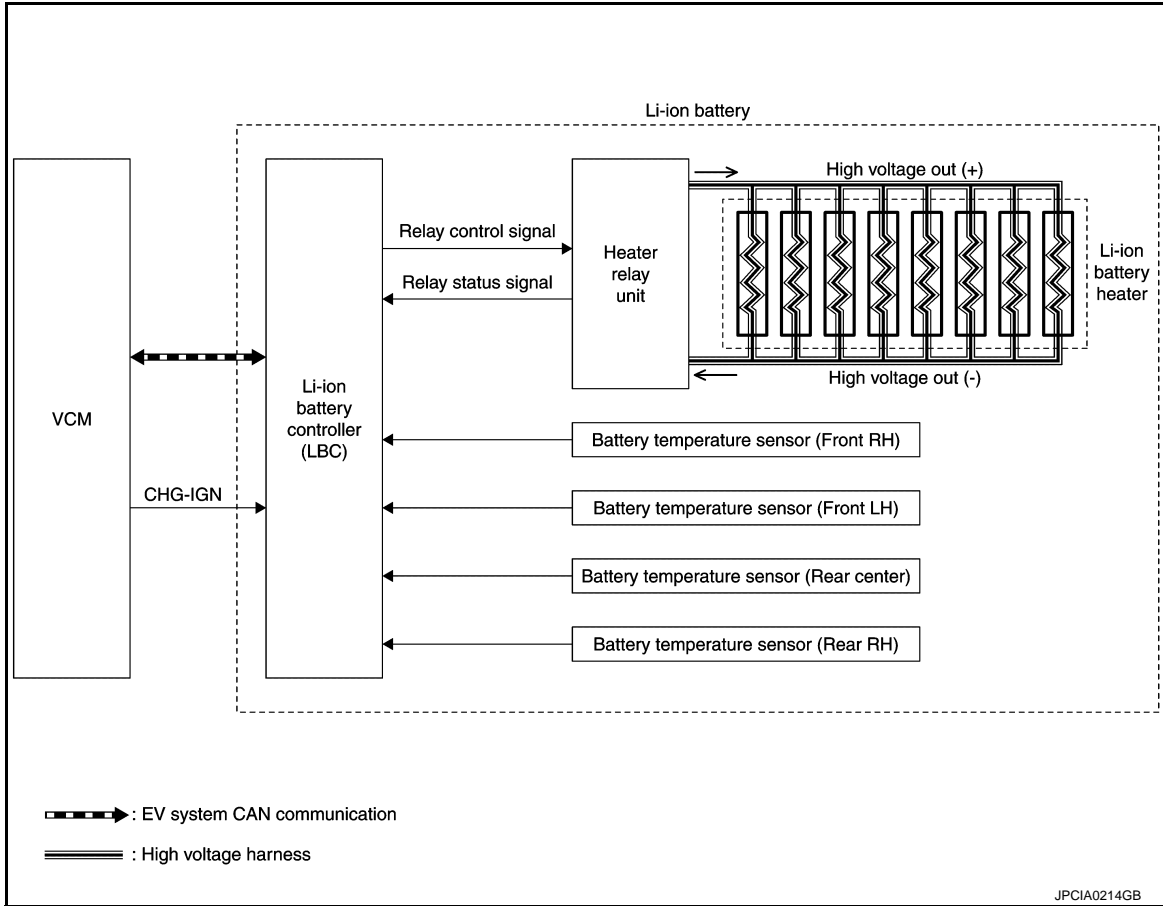 Li-ion battery
High voltage out (+)
Relay control signal
Heater
relay
unit
Li-ion
battery
heater
Relay status signal
High voltage out (-)
VCM
Li-ion
battery
controller
(LBC)
Battery temperature sensor (Front RH)
CHG-IGN
Battery temperature sensor (Front LH)
Battery temperature sensor (Rear center)
Battery temperature sensor (Rear RH)
: EV system CAN communication
: High voltage harness
JPCIA0214GB